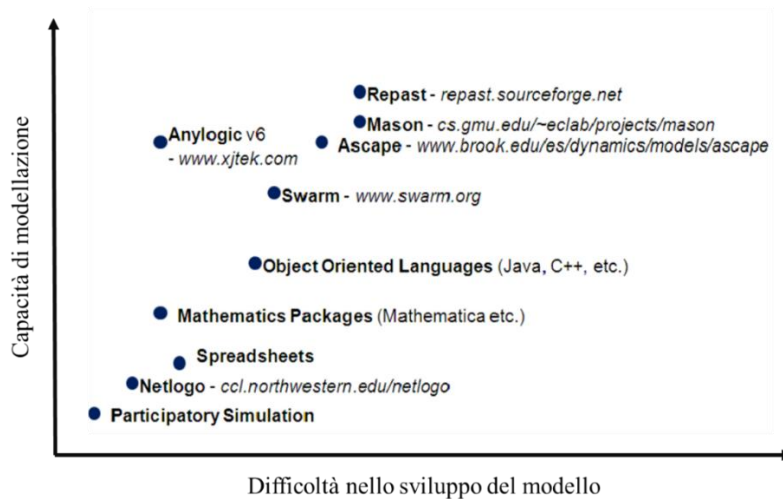 Capacità di modellazione
Repast - repast.sourceforge.net
Mason - cs.gmu.edu/~eclab/projects/mason
Anylogic v6
- www.xjtek.com
Ascape - www.brook.edu/es/dynamics/models/ascape
Swarm - www.swarm.org
Object Oriented Languages (Java, C++, etc.)
Mathematics Packages (Mathematica etc.)
Spreadsheets
Netlogo - ccl.northwestern.edu/netlogo
Participatory Simulation
Difficoltà nello sviluppo del modello